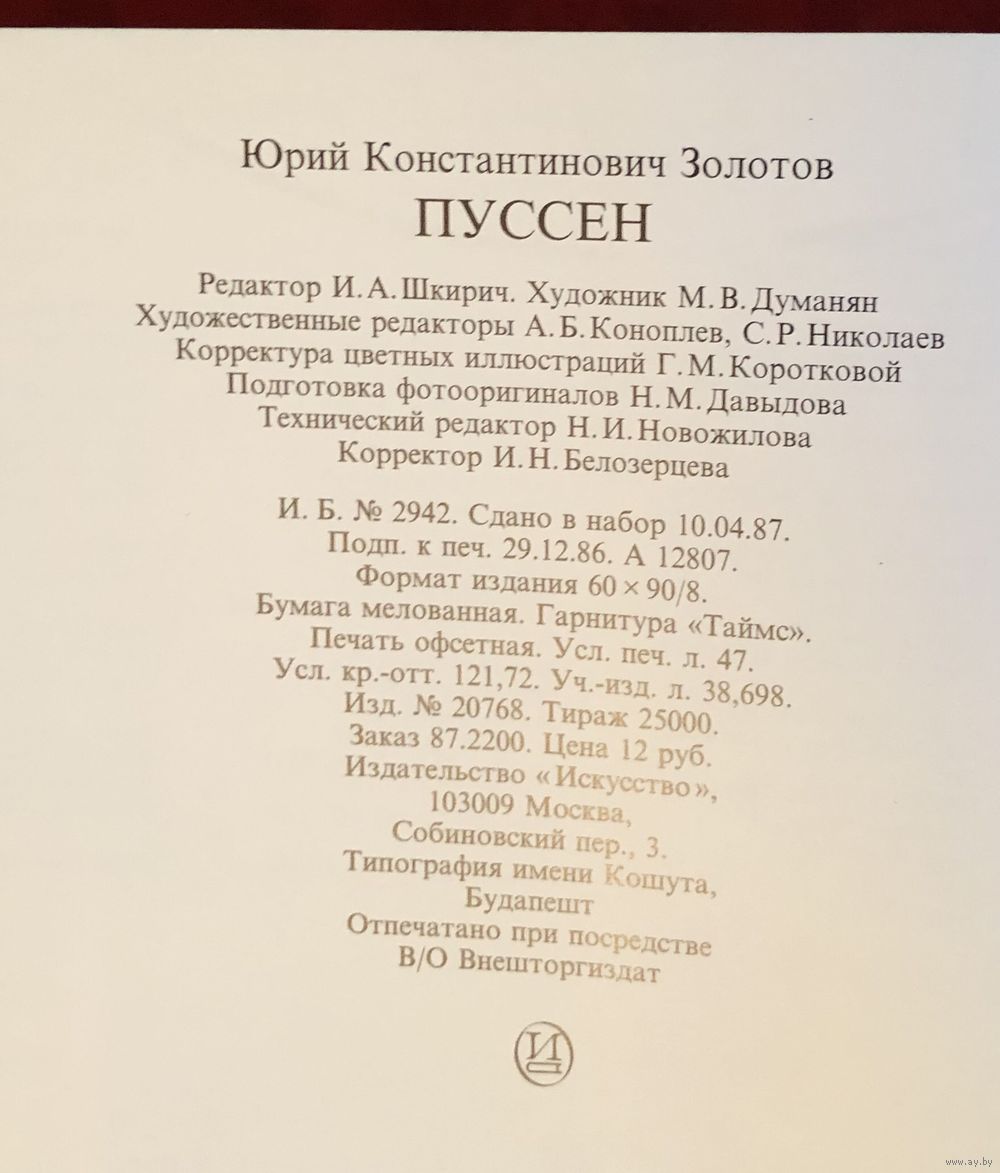 Юрий Константинович Золотов
ПУССЕН
Редактор И. А. Шкирич. Художник М. В. Думанян
Художественные редакторы А. Б. Коноплев, С. Р. Николаев
Корректура цветных иллюстраций Г. М. Коротковой
Подготовка фотооригиналов Н. М. Давыдова
Технический редактор Н. И. Новожилова
Корректор И. Н. Белозерцева
И. Б. № 2942. Сдано в набор 10.04.87.
Подп. к печ. 29.12.86. А 12807.
Формат издания 60 × 90/8.
Бумага мелованная. Гарнитура «Таймс».
Печать офсетная. Усл. печ. л. 47.
Усл. кр.-отт. 121,72. Уч.-изд. л. 38,698.
Изд. № 20768. Тираж 25000.
Заказ 87.2200. Цена 12 руб.
Издательство «Искусство»,
103009 Москва,
Собиновский пер., 3.
Типография имени Кошута,
Будапешт
Отпечатано при посредстве
В/О Внешторгиздат
И
www.ay.by